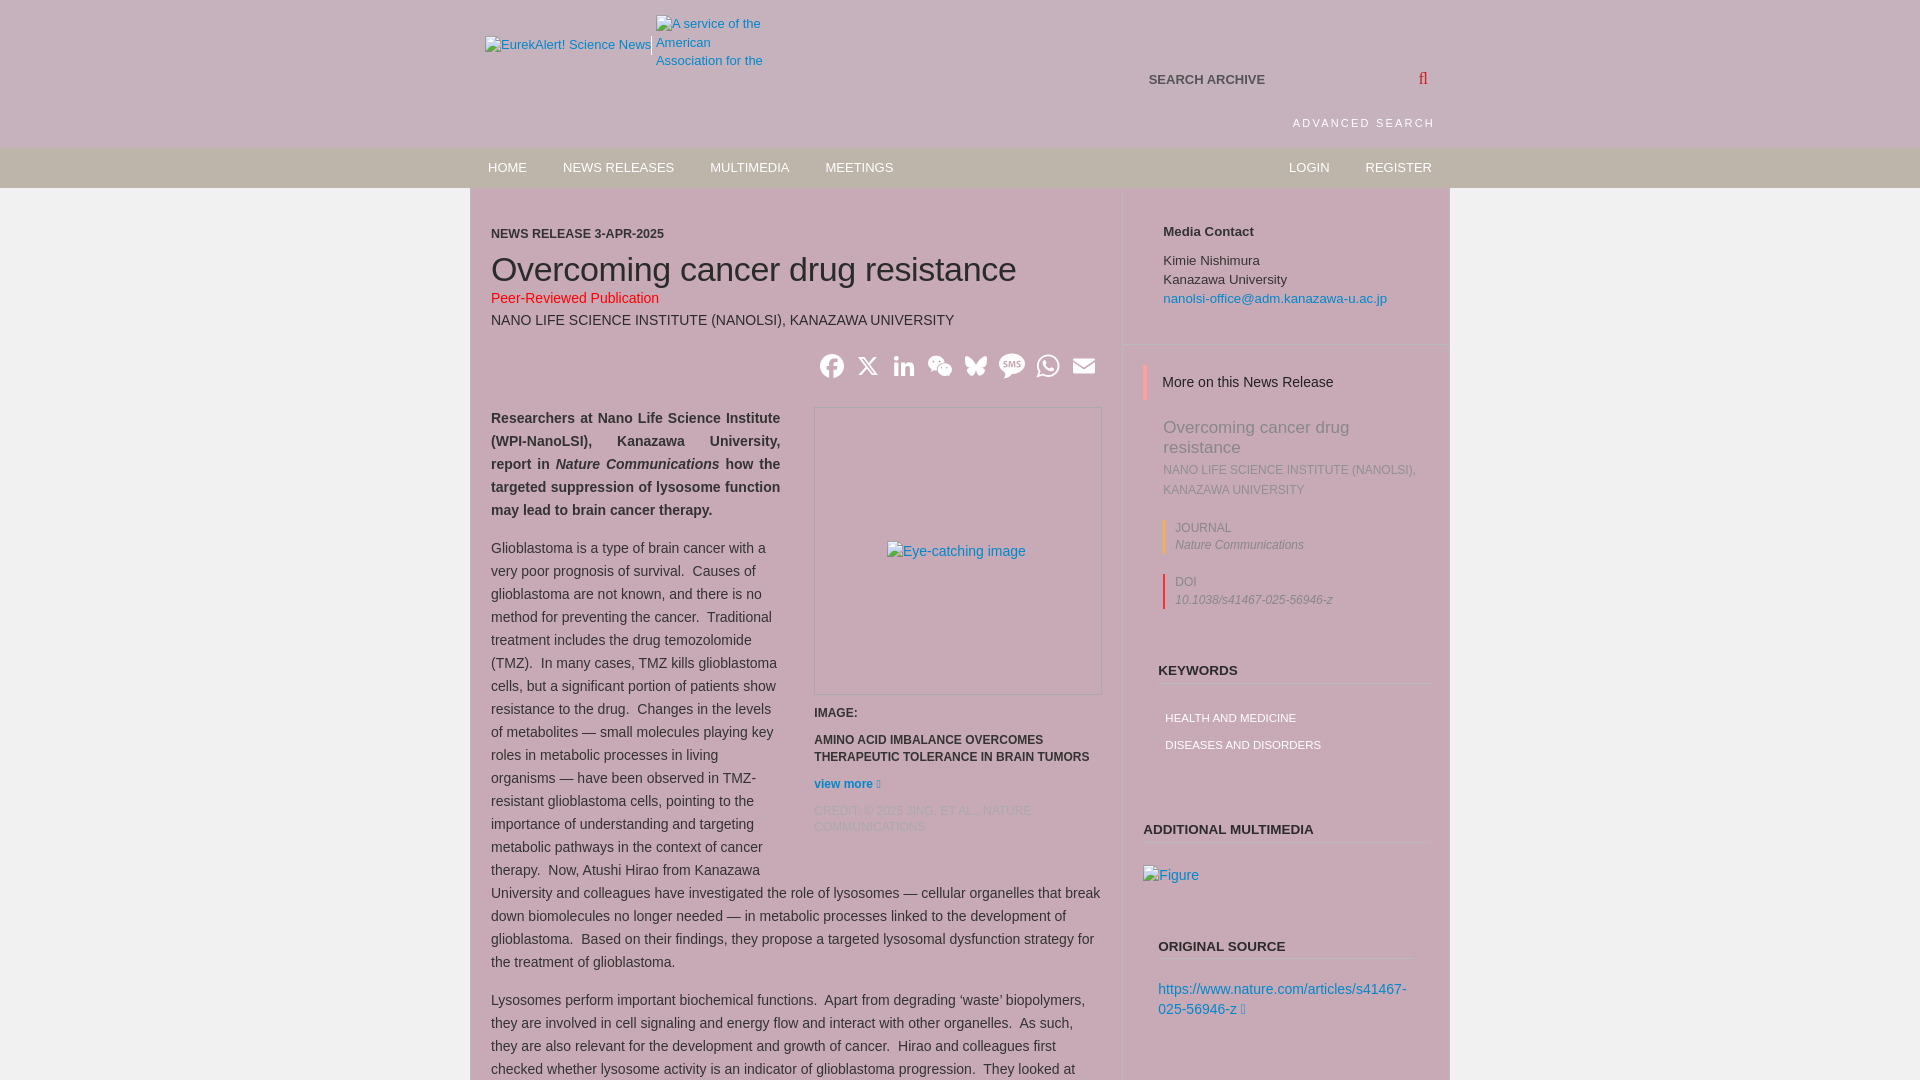 EurekAlert! Science News
A service of the
American
Association for the
SEARCH ARCHIVE
ADVANCED SEARCH
HOME NEWS RELEASES MULTIMEDIA MEETINGS LOGIN REGISTER
NEWS RELEASE 3-APR-2025
Overcoming cancer drug resistance
Peer-Reviewed Publication
NANO LIFE SCIENCE INSTITUTE (NANOLSI), KANAZAWA UNIVERSITY
SMS
Researchers at Nano Life Science Institute
(WPI-NanoLSI), Kanazawa University,
report in Nature Communications how the
targeted suppression of lysosome function
may lead to brain cancer therapy.
Glioblastoma is a type of brain cancer with a
very poor prognosis of survival.  Causes of
glioblastoma are not known, and there is no
method for preventing the cancer.  Traditional
treatment includes the drug temozolomide
(TMZ).  In many cases, TMZ kills glioblastoma
cells, but a significant portion of patients show
resistance to the drug.  Changes in the levels
of metabolites — small molecules playing key
roles in metabolic processes in living
organisms — have been observed in TMZ-
resistant glioblastoma cells, pointing to the
importance of understanding and targeting
metabolic pathways in the context of cancer
therapy.  Now, Atushi Hirao from Kanazawa
University and colleagues have investigated the role of lysosomes — cellular organelles that break
down biomolecules no longer needed — in metabolic processes linked to the development of
glioblastoma.  Based on their findings, they propose a targeted lysosomal dysfunction strategy for
the treatment of glioblastoma.
Lysosomes perform important biochemical functions.  Apart from degrading ‘waste’ biopolymers,
they are involved in cell signaling and energy flow and interact with other organelles.  As such,
they are also relevant for the development and growth of cancer.  Hirao and colleagues first
checked whether lysosome activity is an indicator of glioblastoma progression.  They looked at
Eye-catching image
IMAGE:
AMINO ACID IMBALANCE OVERCOMES
THERAPEUTIC TOLERANCE IN BRAIN TUMORS
view more
CREDIT: © 2025 JING, ET AL., NATURE
COMMUNICATIONS
Media Contact
Kimie Nishimura
Kanazawa University
nanolsi-office@adm.kanazawa-u.ac.jp
More on this News Release
Overcoming cancer drug
resistance
NANO LIFE SCIENCE INSTITUTE (NANOLSI),
KANAZAWA UNIVERSITY
JOURNAL
Nature Communications
DOI
10.1038/s41467-025-56946-z
KEYWORDS
HEALTH AND MEDICINE
DISEASES AND DISORDERS
ADDITIONAL MULTIMEDIA
Figure
ORIGINAL SOURCE
https://www.nature.com/articles/s41467-
025-56946-z